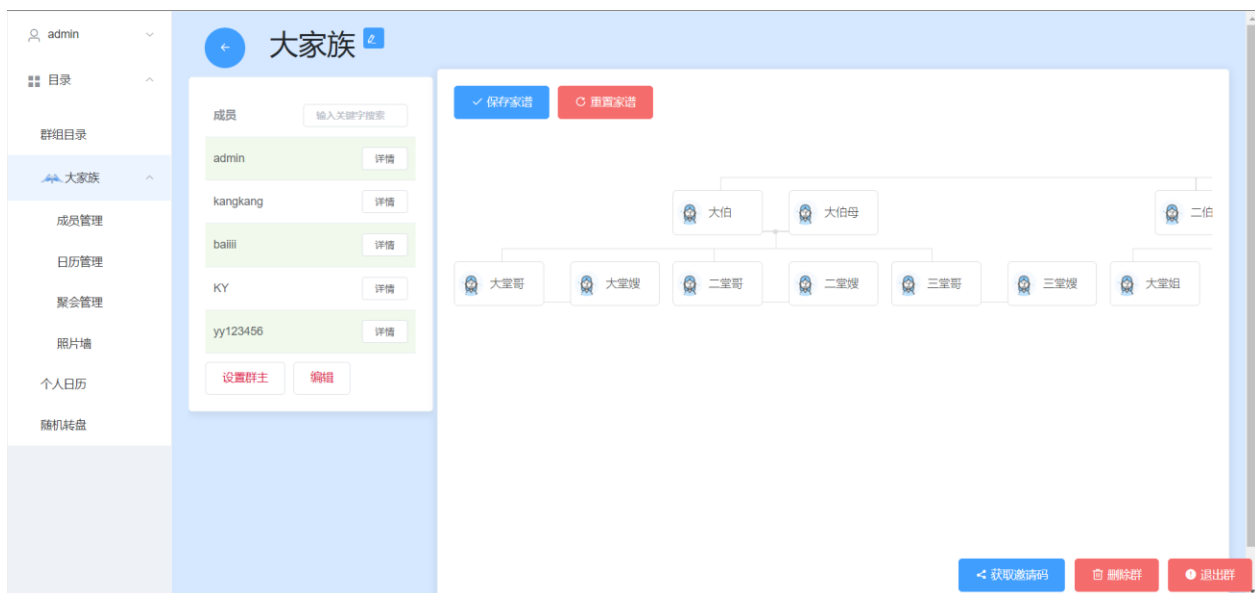 admin
目录
群组目录
大家族
成员管理
日历管理
聚会管理
照片墙
个人日历
随机转盘
大家族
成员 输入关键字搜索
admin 详情
kangkang 详情
baiiii 详情
KY 详情
yy123456 详情
设置群主 编辑
保存家谱 重置家谱
大伯 大伯母 二伯
大堂哥 大堂嫂 二堂哥 二堂嫂 三堂哥 三堂嫂 大堂姐
获取邀请码 删除群 退出群